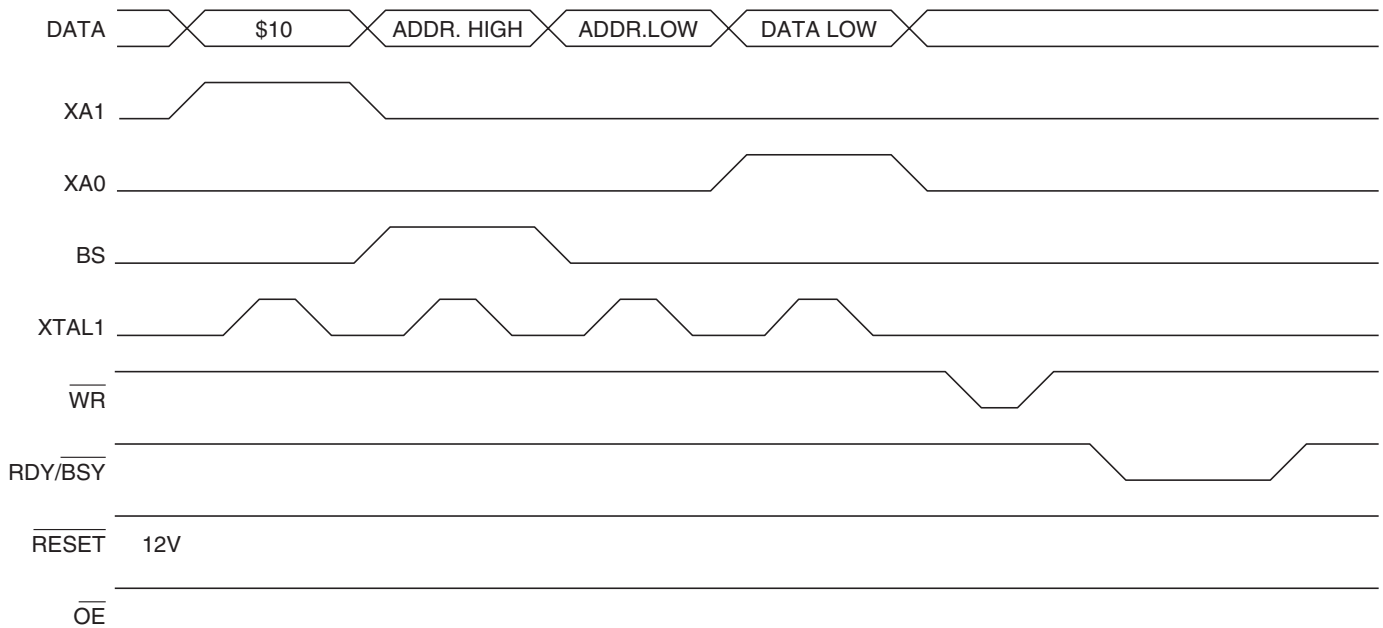 DATA $10 ADDR. HIGH ADDR.LOW DATA LOW
XA1
XA0
BS
XTAL1
WR
RDY/BSY
RESET 12V
OE